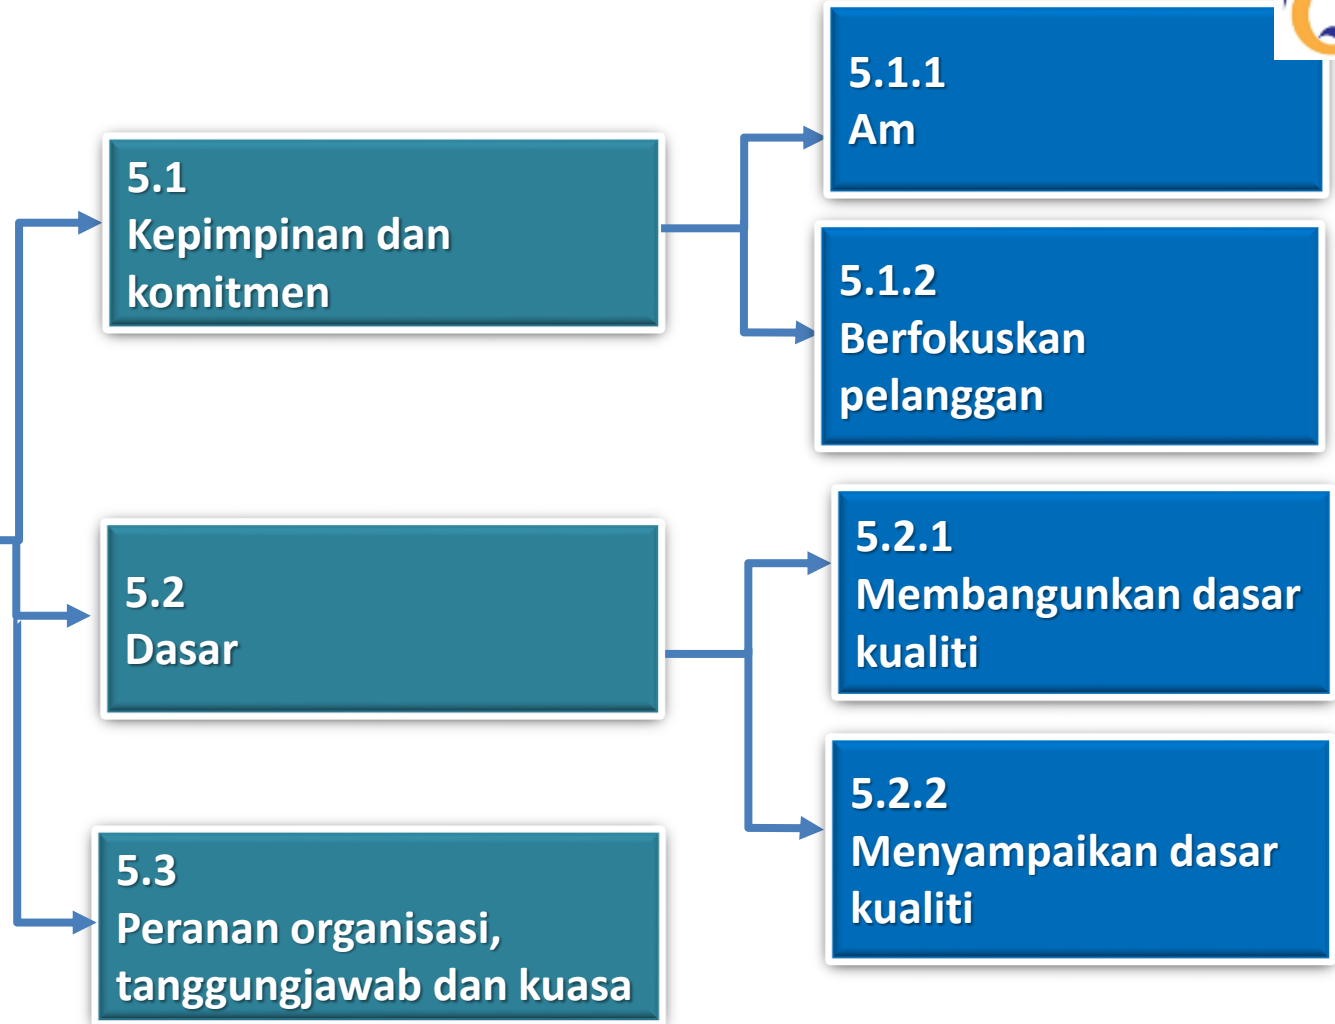 5.1
Kepimpinan dan
komitmen
5.1.1
Am
5.1.2
Berfokuskan
pelanggan
5.2
Dasar
5.2.1
Membangunkan dasar
kualiti
5.2.2
Menyampaikan dasar
kualiti
5.3
Peranan organisasi,
tanggungjawab dan kuasa